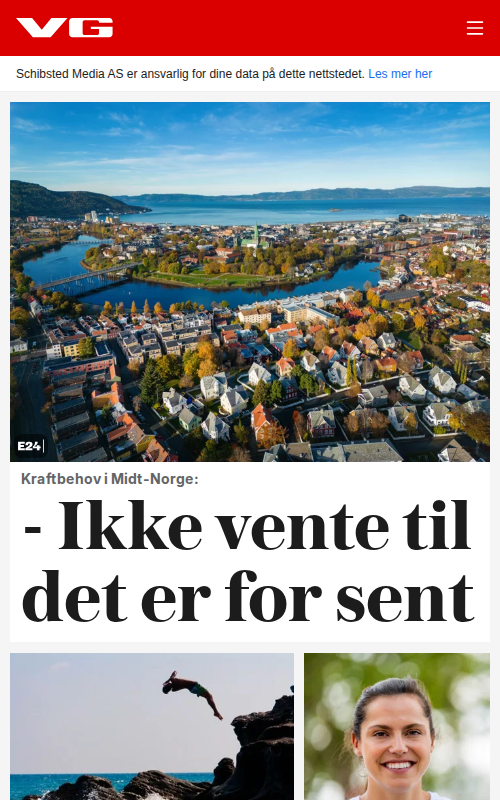 VG
Schibsted Media AS er ansvarlig for dine data på dette nettstedet. Les mer her
E24
Kraftbehov i Midt-Norge:
- Ikke vente til
det er for sent